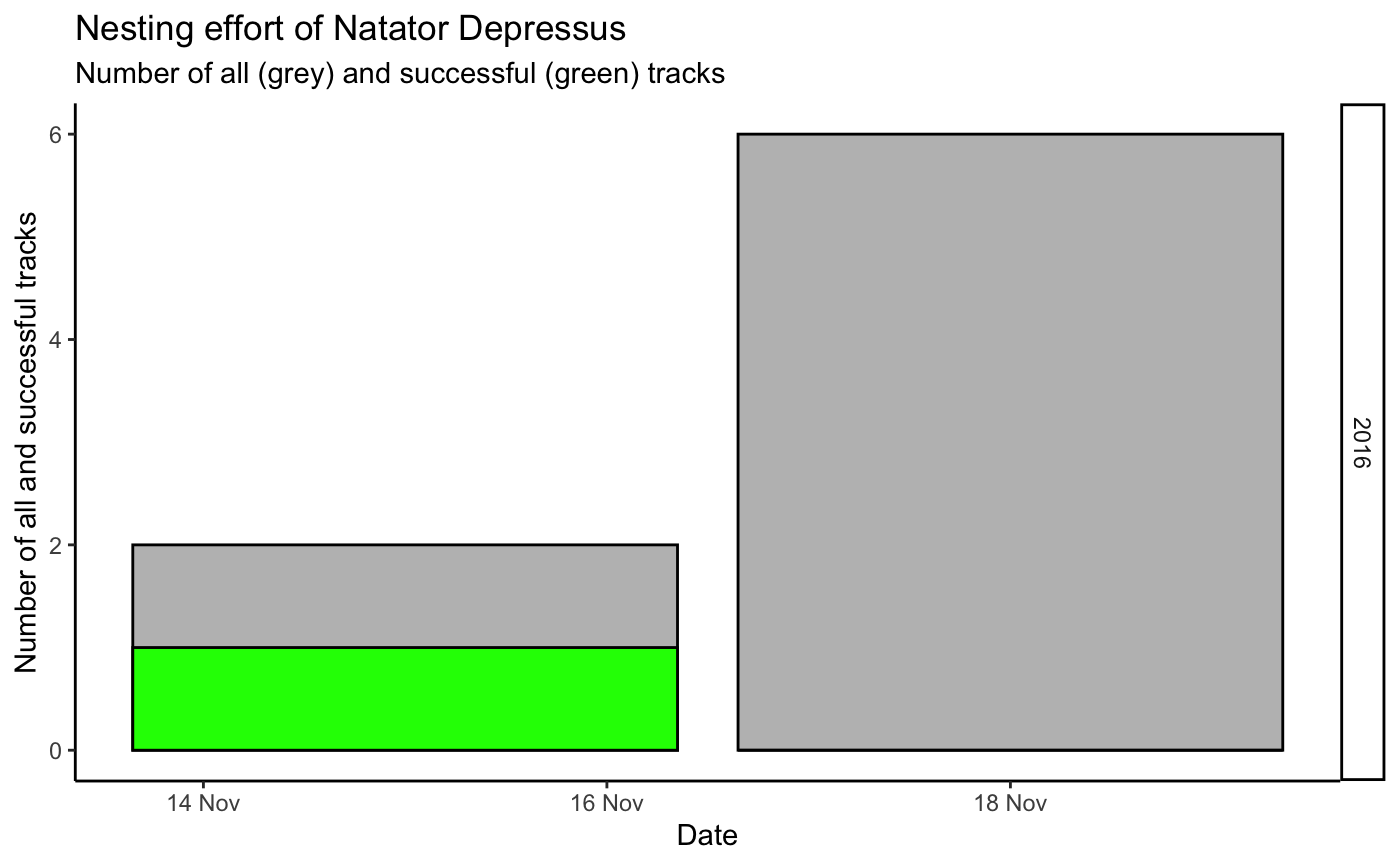 Nesting effort of Natator Depressus
Number of all (grey) and successful (green) tracks
Number of all and successful tracks
6
4
2
0
14 Nov
16 Nov
18 Nov
Date
2016